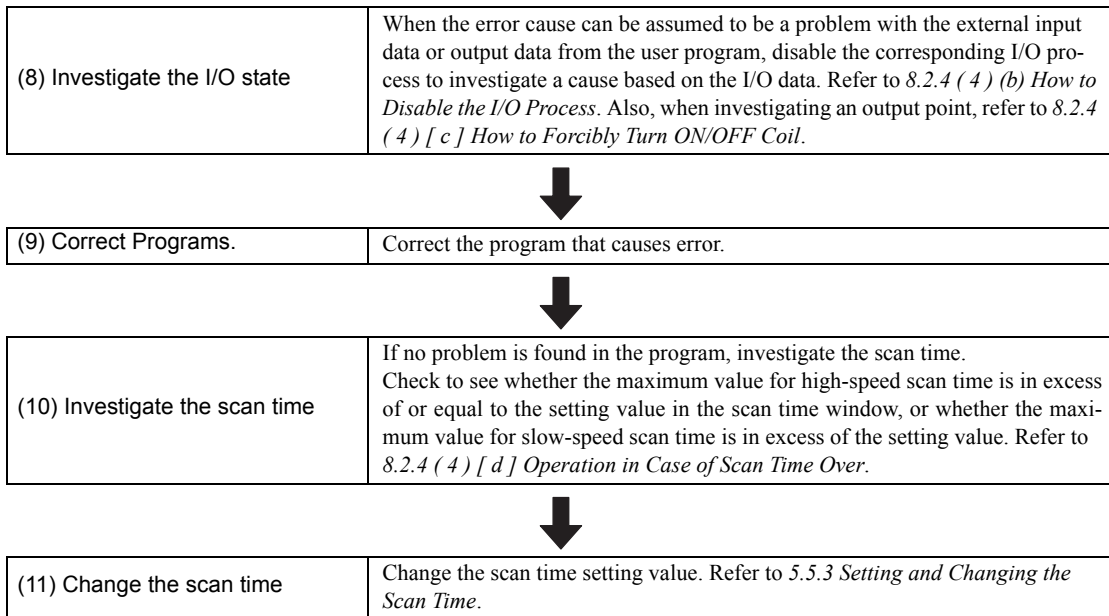 (8) Investigate the I/O state
When the error cause can be assumed to be a problem with the external input
data or output data from the user program, disable the corresponding I/O pro-
cess to investigate a cause based on the I/O data. Refer to 8.2.4 ( 4 ) (b) How to
Disable the I/O Process. Also, when investigating an output point, refer to 8.2.4
( 4 ) [ c ] How to Forcibly Turn ON/OFF Coil.
(9) Correct Programs.
Correct the program that causes error.
(10) Investigate the scan time
If no problem is found in the program, investigate the scan time.
Check to see whether the maximum value for high-speed scan time is in excess
of or equal to the setting value in the scan time window, or whether the maxi-
mum value for slow-speed scan time is in excess of the setting value. Refer to
8.2.4 ( 4 ) [ d ] Operation in Case of Scan Time Over.
(11) Change the scan time
Change the scan time setting value. Refer to 5.5.3 Setting and Changing the
Scan Time.